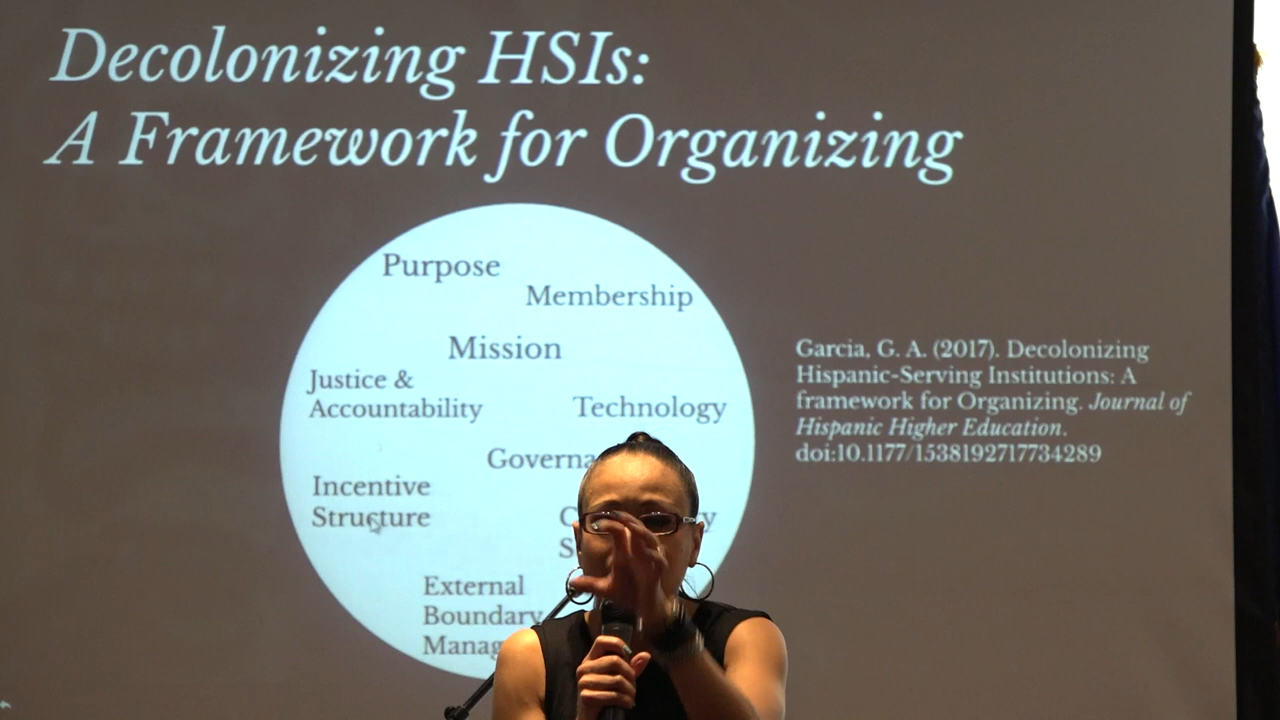 Decolonizing HSIs:
A Framework for Organizing
Purpose
Membership
Mission
Justice &
Accountability
Technology
Incentive
Structure
External
Boundary
Garcia, G. A. (2017). Decolonizing
Hispanic-Serving Institutions: A
framework for Organizing. Journal of
Hispanic Higher Education.
doi:10.1177/1538192717734289